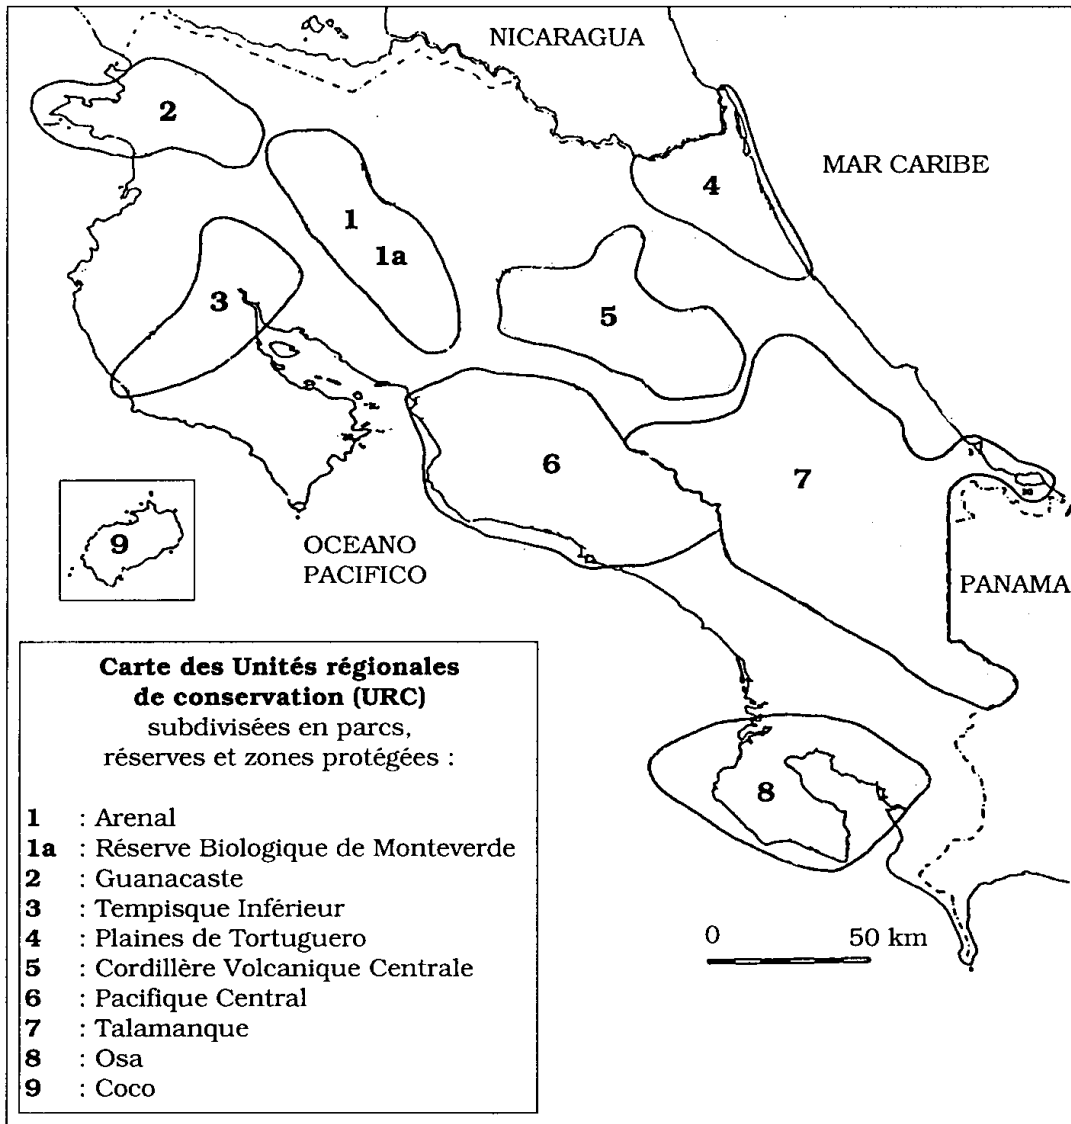 NICARAGUA
2
MAR CARIBE
4
1
1a
3
5
6
7
9
OCEANO
PACIFICO
PANAMA
Carte des Unités régionales
de conservation (URC)
subdivisées en parcs,
réserves et zones protégées :
1 : Arenal
1a : Réserve Biologique de Monteverde
2 : Guanacaste
3 : Tempisque Inférieur
4 : Plaines de Tortuguero
5 : Cordillère Volcanique Centrale
6 : Pacifique Central
7 : Talamanque
8 : Osa
9 : Coco
8
0 50 km